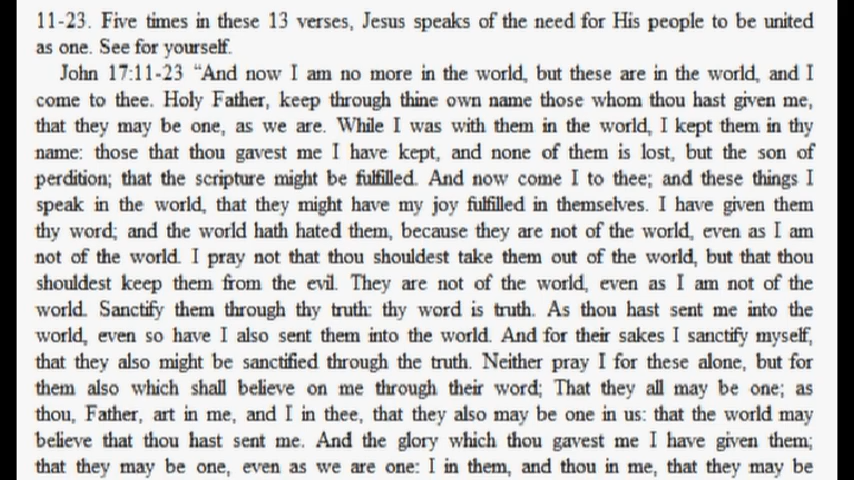 11-23. Five times in these 13 verses, Jesus speaks of the need for His people to be united
as one. See for yourself.
John 17:11-23 “And now I am no more in the world, but these are in the world, and I
come to thee. Holy Father, keep through thine own name those whom thou hast given me,
that they may be one, as we are. While I was with them in the world, I kept them in thy
name: those that thou gavest me I have kept, and none of them is lost, but the son of
perdition; that the scripture might be fulfilled. And now come I to thee; and these things I
speak in the world, that they might have my joy fulfilled in themselves. I have given them
thy word; and the world hath hated them, because they are not of the world, even as I am
not of the world. I pray not that thou shouldest take them out of the world, but that thou
shouldest keep them from the evil. They are not of the world, even as I am not of the
world. Sanctify them through thy truth: thy word is truth. As thou hast sent me into the
world, even so have I also sent them into the world. And for their sakes I sanctify myself,
that they also might be sanctified through the truth. Neither pray I for these alone, but for
them also which shall believe on me through their word; That they all may be one; as
thou, Father, art in me, and I in thee, that they also may be one in us: that the world may
believe that thou hast sent me. And the glory which thou gavest me I have given them;
that they may be one, even as we are one: I in them, and thou in me, that they may be